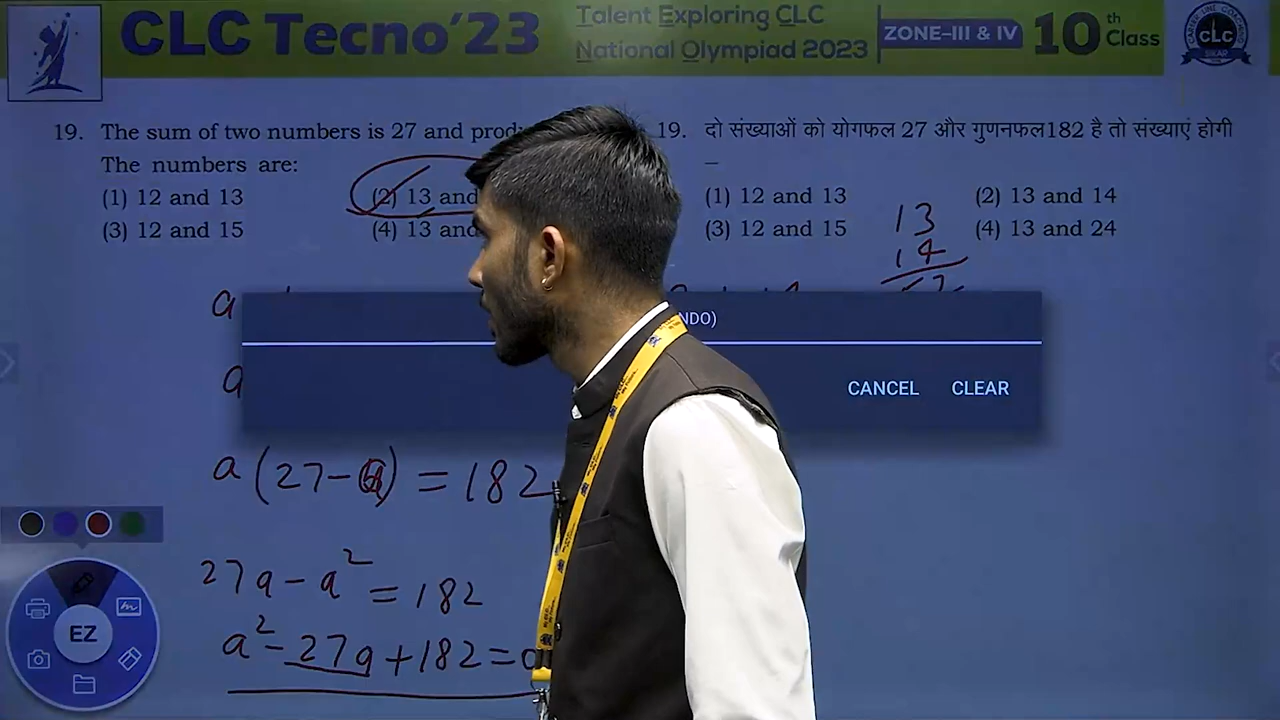 CLC Tecno'23
Talent Exploring CLC
National Olympiad 2023
ZONE–III & IV
10th Class
CLC
SIKAR
19. The sum of two numbers is 27 and
The numbers are:
(1) 12 and 13
(2) 13 and
(3) 12 and 15
(4) 13 and
19. दो संख्याओं को योगफल 27 और गुणनफल182 है तो संख्याएं होगी
–
(1) 12 and 13
(2) 13 and 14
(3) 12 and 15
(4) 13 and 24
13
14
a
CANCEL CLEAR
a
a(27-a) = 182
27a - a² = 182
a² - 27a + 182 = 0
EZ